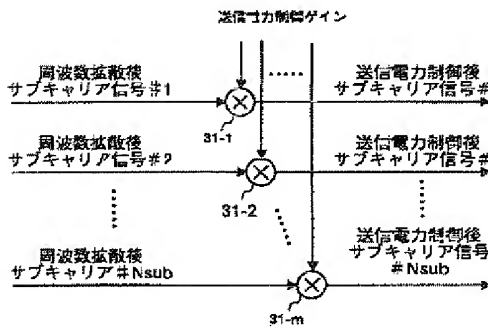 送信電力制御ゲイン
周波数拡散後
サブキャリア信号#1
31-1
送信電力制御後
サブキャリア信号#
周波数拡散後
サブキャリア信号#2
31-2
送信電力制御後
サブキャリア信号#
周波数拡散後
サブキャリア#Nsub
31-m
送信電力制御後
サブキャリア信号
#Nsub